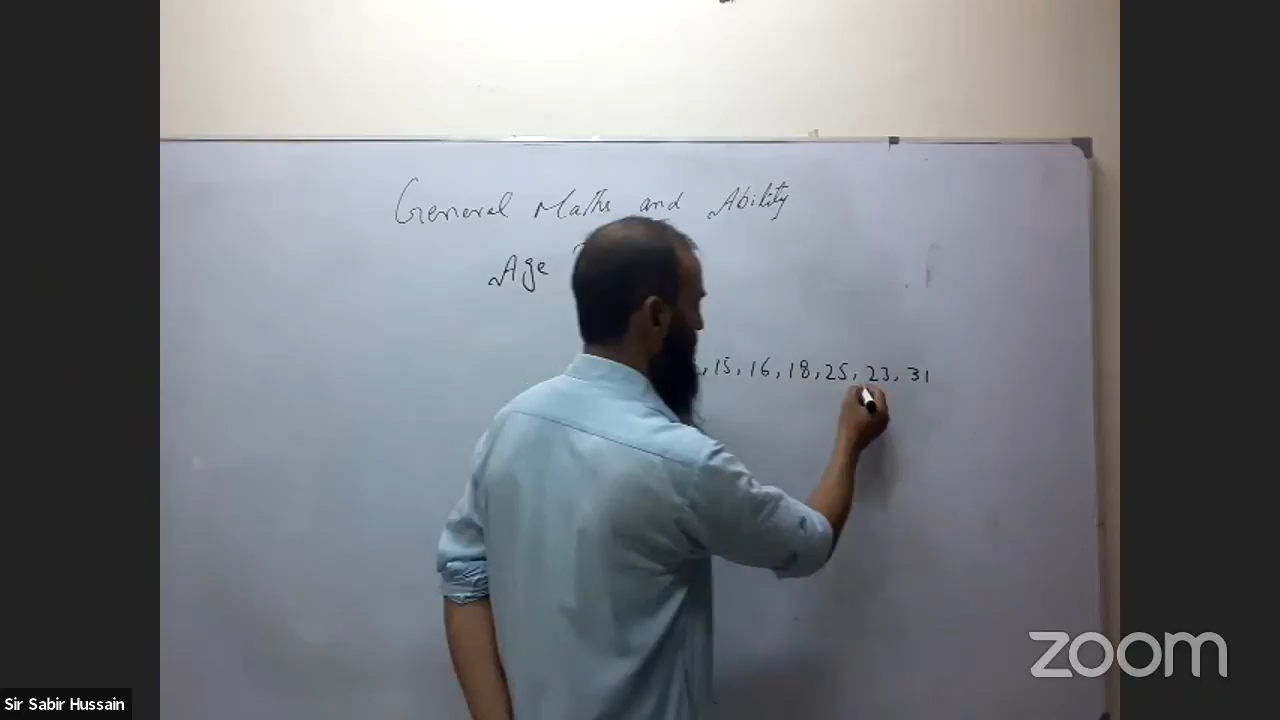 General Maths and Ability
Age
, 15, 16, 18, 25, 23, 31
zoom
Sir Sabir Hussain